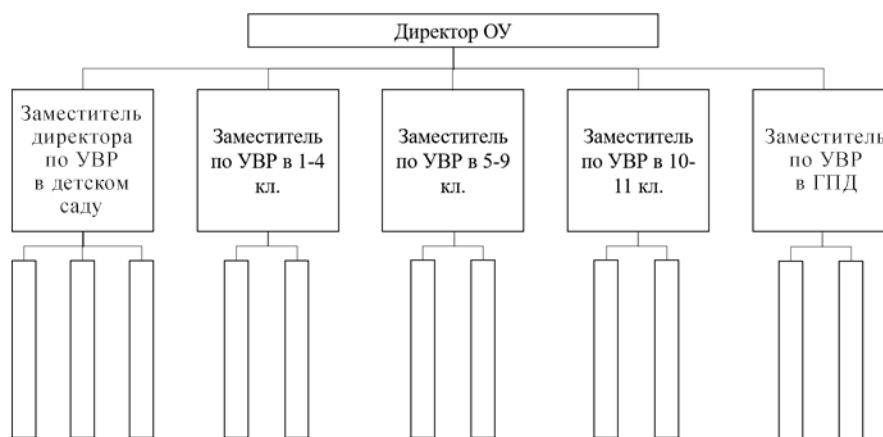 Директор ОУ
Заместитель
директора
по УВР
в детском
саду
Заместитель
по УВР в 1-4
кл.
Заместитель
по УВР в 5-9
кл.
Заместитель
по УВР в 10-
11 кл.
Заместитель
по УВР
в ГПД